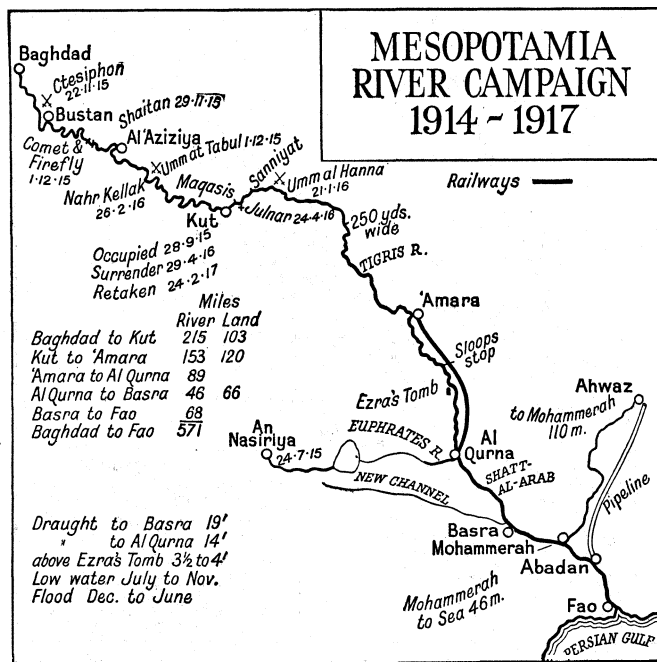 MESOPOTAMIA
RIVER CAMPAIGN
1914 ~ 1917
Railways
Baghdad
Ctesiphon
22·11·15
Bustan
Shaitan 29·11·15
Al 'Aziziya
Comet &
Firefly
1·12·15
Umm at Tabul 1·12·15
Nahr Kellak
26·2·16
Maqasis
Sanniyat
Umm al Hanna
21·1·16
Kut
Julnar 24·4·16
250 yds.
wide
TIGRIS R.
Occupied 28·9·15
Surrender 29·4·16
Retaken 24·2·17
Miles
River Land
Baghdad to Kut 215 103
Kut to 'Amara 153 120
'Amara to Al Qurna 89
Al Qurna to Basra 46 66
Basra to Fao 68
Baghdad to Fao 571
'Amara
Sloops
stop
Ezra's Tomb
Ahwaz
to Mohammerah
110 m.
An
Nasiriya
24·7·15
EUPHRATES R.
Al
Qurna
SHATT-
AL-ARAB
NEW CHANNEL
Pipeline
Basra
Mohammerah
Abadan
Draught to Basra 19'
" to Al Qurna 14'
above Ezra's Tomb 3½ to 4'
Low water July to Nov.
Flood Dec. to June
Mohammerah
to Sea 46 m.
Fao
PERSIAN GULF